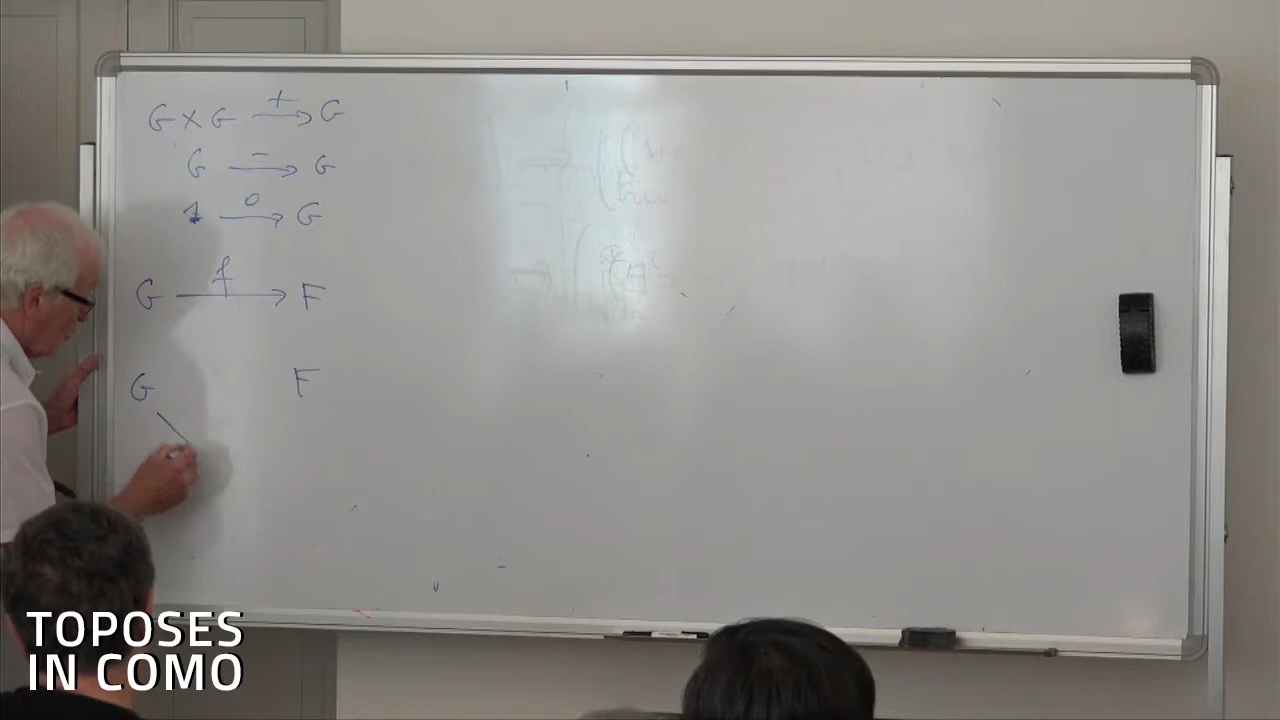 G × G —+→ G
G —−→ G
1 —0→ G
G —f→ F
G F
TOPOSES
IN COMO